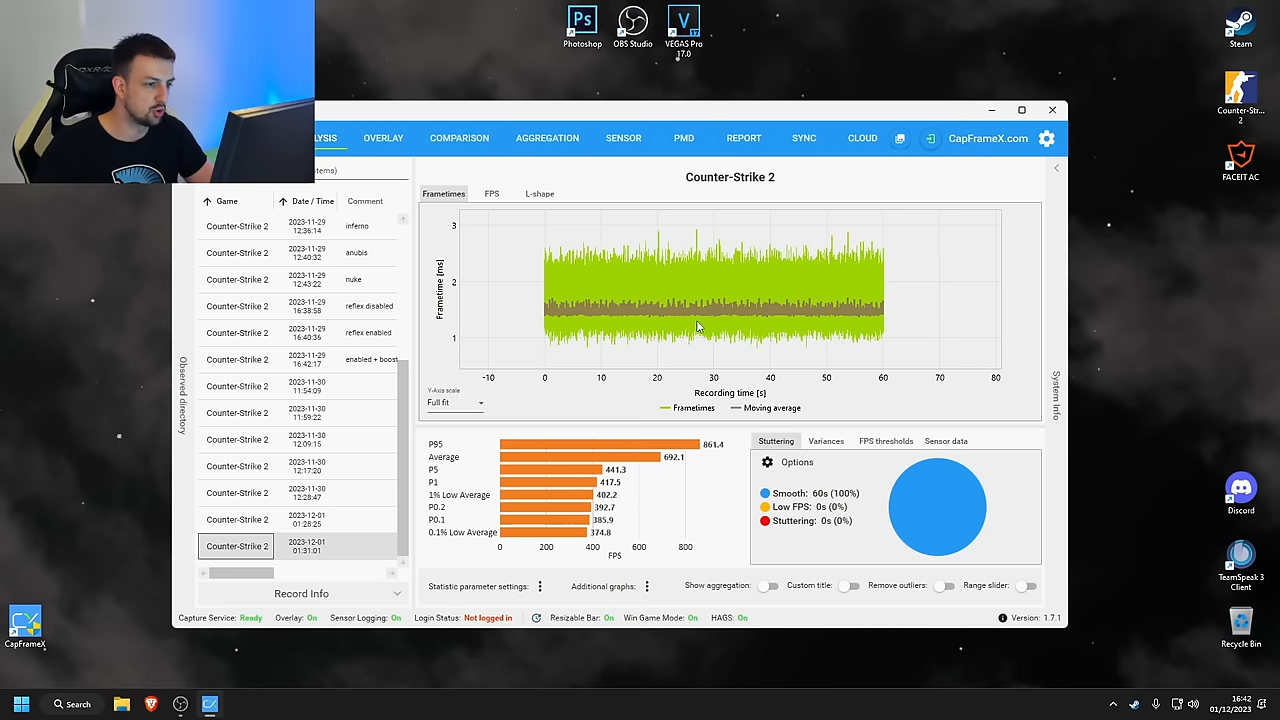 Photoshop
OBS Studio
VEGAS Pro
17.0
Steam
Counter-Str...
2
FACEIT AC
Discord
TeamSpeak 3
Client
Recycle Bin
CapFrameX
LYSIS
OVERLAY
COMPARISON
AGGREGATION
SENSOR
PMD
REPORT
SYNC
CLOUD
CapFrameX.com
items)
Game
Date / Time
Comment
Counter-Strike 2 2023-11-29 12:36:14 inferno
Counter-Strike 2 2023-11-29 12:40:32 anubis
Counter-Strike 2 2023-11-29 12:43:22 nuke
Counter-Strike 2 2023-11-29 16:38:58 reflex disabled
Counter-Strike 2 2023-11-29 16:40:36 reflex enabled
Counter-Strike 2 2023-11-29 16:42:17 enabled + boost
Counter-Strike 2 2023-11-30 11:54:09
Counter-Strike 2 2023-11-30 11:59:22
Counter-Strike 2 2023-11-30 12:09:15
Counter-Strike 2 2023-11-30 12:17:20
Counter-Strike 2 2023-11-30 12:28:47
Counter-Strike 2 2023-12-01 01:28:25
Counter-Strike 2 2023-12-01 01:31:01
Record Info
Observed directory
Counter-Strike 2
Frametimes FPS L-shape
Frametime [ms]
3
2
1
-10 0 10 20 30 40 50 60 70 80
Recording time [s]
Frametimes Moving average
Y-Axis scale
Full fit
System Info
P95 861.4
Average 692.1
P5 441.3
P1 417.5
1% Low Average 402.2
P0.2 392.7
P0.1 385.9
0.1% Low Average 374.8
0 200 400 600 800
FPS
Stuttering Variances FPS thresholds Sensor data
Options
Smooth: 60s (100%)
Low FPS: 0s (0%)
Stuttering: 0s (0%)
Statistic parameter settings: Additional graphs: Show aggregation: Custom title: Remove outliers: Range slider:
Capture Service: Ready Overlay: On Sensor Logging: On Login Status: Not logged in Resizable Bar: On Win Game Mode: On HAGS: On Version: 1.7.1
Search
16:42
01/12/2023